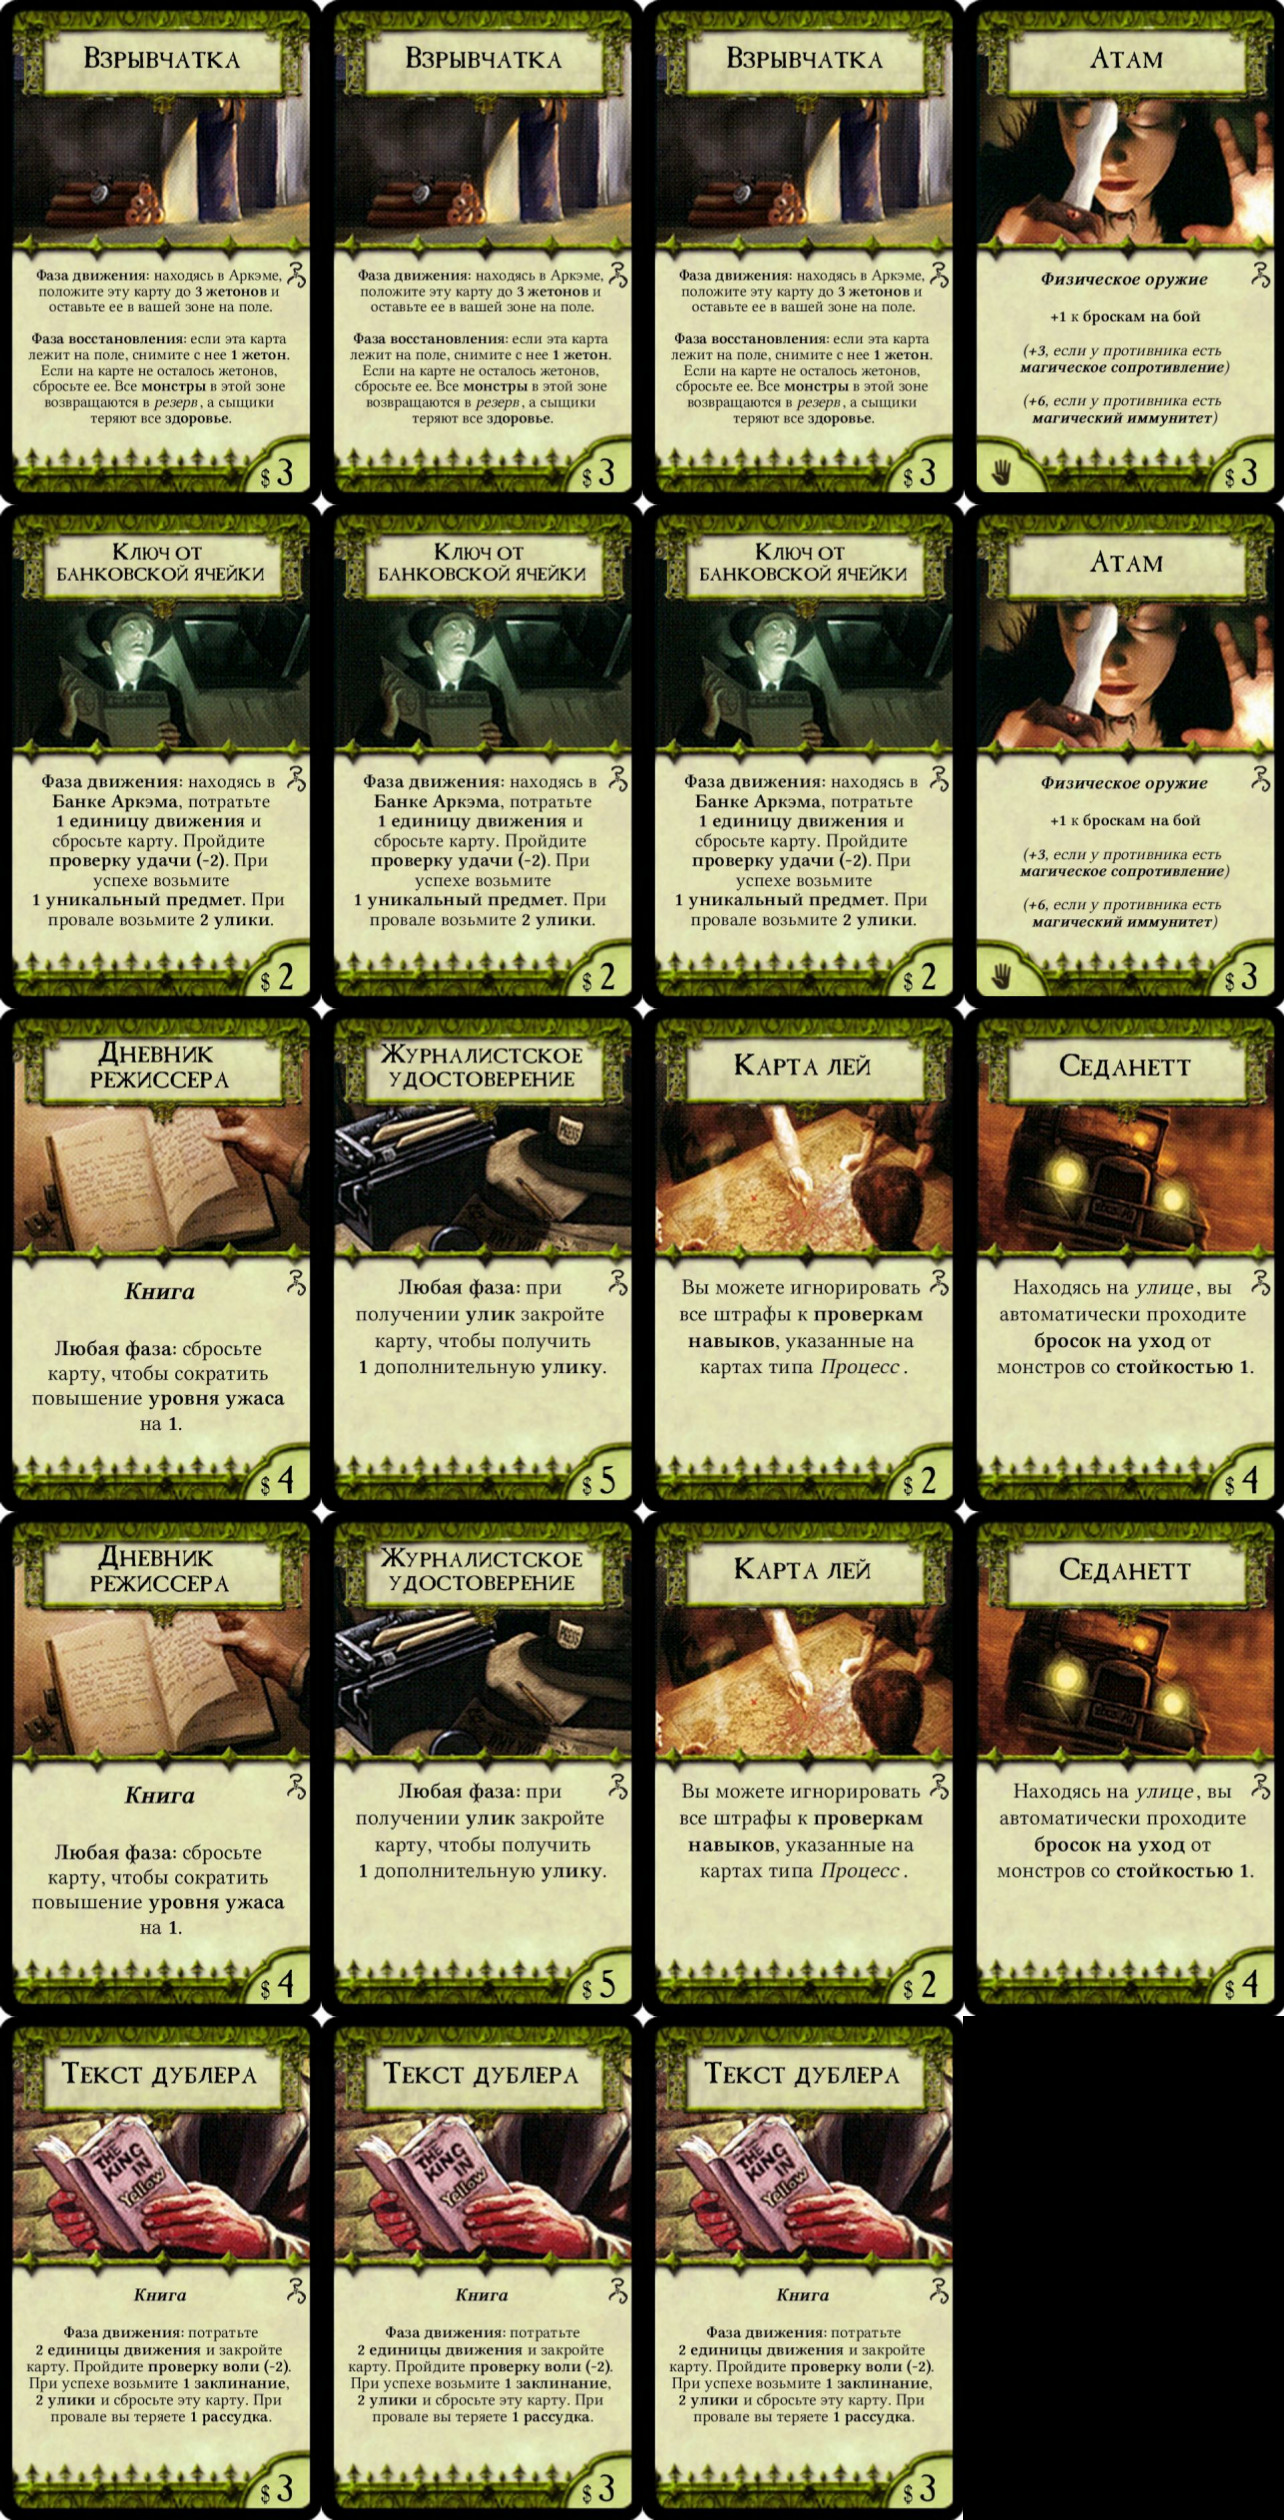 Взрывчатка
Фаза движения: находясь в Аркэме,
положите эту карту до 3 жетонов и
оставьте ее в вашей зоне на поле.
Фаза восстановления: если эта карта
лежит на поле, снимите с нее 1 жетон.
Если на карте не осталось жетонов,
сбросьте ее. Все монстры в этой зоне
возвращаются в резерв, а сыщики
теряют все здоровье.
$3
Взрывчатка
Фаза движения: находясь в Аркэме,
положите эту карту до 3 жетонов и
оставьте ее в вашей зоне на поле.
Фаза восстановления: если эта карта
лежит на поле, снимите с нее 1 жетон.
Если на карте не осталось жетонов,
сбросьте ее. Все монстры в этой зоне
возвращаются в резерв, а сыщики
теряют все здоровье.
$3
Взрывчатка
Фаза движения: находясь в Аркэме,
положите эту карту до 3 жетонов и
оставьте ее в вашей зоне на поле.
Фаза восстановления: если эта карта
лежит на поле, снимите с нее 1 жетон.
Если на карте не осталось жетонов,
сбросьте ее. Все монстры в этой зоне
возвращаются в резерв, а сыщики
теряют все здоровье.
$3
Атам
Физическое оружие
+1 к броскам на бой
(+3, если у противника есть
магическое сопротивление)
(+6, если у противника есть
магический иммунитет)
$3
Ключ от
банковской ячейки
Фаза движения: находясь в
Банке Аркэма, потратьте
1 единицу движения и
сбросьте карту. Пройдите
проверку удачи (-2). При
успехе возьмите
1 уникальный предмет. При
провале возьмите 2 улики.
$2
Ключ от
банковской ячейки
Фаза движения: находясь в
Банке Аркэма, потратьте
1 единицу движения и
сбросьте карту. Пройдите
проверку удачи (-2). При
успехе возьмите
1 уникальный предмет. При
провале возьмите 2 улики.
$2
Ключ от
банковской ячейки
Фаза движения: находясь в
Банке Аркэма, потратьте
1 единицу движения и
сбросьте карту. Пройдите
проверку удачи (-2). При
успехе возьмите
1 уникальный предмет. При
провале возьмите 2 улики.
$2
Атам
Физическое оружие
+1 к броскам на бой
(+3, если у противника есть
магическое сопротивление)
(+6, если у противника есть
магический иммунитет)
$3
Дневник
режиссера
Книга
Любая фаза: сбросьте
карту, чтобы сократить
повышение уровня ужаса
на 1.
$4
Журналистское
удостоверение
PRESS
Любая фаза: при
получении улик закройте
карту, чтобы получить
1 дополнительную улику.
$5
Карта лей
Вы можете игнорировать
все штрафы к проверкам
навыков, указанные на
картах типа Процесс.
$2
Седанетт
Находясь на улице, вы
автоматически проходите
бросок на уход от
монстров со стойкостью 1.
$4
Дневник
режиссера
Книга
Любая фаза: сбросьте
карту, чтобы сократить
повышение уровня ужаса
на 1.
$4
Журналистское
удостоверение
PRESS
Любая фаза: при
получении улик закройте
карту, чтобы получить
1 дополнительную улику.
$5
Карта лей
Вы можете игнорировать
все штрафы к проверкам
навыков, указанные на
картах типа Процесс.
$2
Седанетт
Находясь на улице, вы
автоматически проходите
бросок на уход от
монстров со стойкостью 1.
$4
Текст дублера
THE
KING
IN
Yellow
Книга
Фаза движения: потратьте
2 единицы движения и закройте
карту. Пройдите проверку воли (-2).
При успехе возьмите 1 заклинание,
2 улики и сбросьте эту карту. При
провале вы теряете 1 рассудка.
$3
Текст дублера
THE
KING
IN
Yellow
Книга
Фаза движения: потратьте
2 единицы движения и закройте
карту. Пройдите проверку воли (-2).
При успехе возьмите 1 заклинание,
2 улики и сбросьте эту карту. При
провале вы теряете 1 рассудка.
$3
Текст дублера
THE
KING
IN
Yellow
Книга
Фаза движения: потратьте
2 единицы движения и закройте
карту. Пройдите проверку воли (-2).
При успехе возьмите 1 заклинание,
2 улики и сбросьте эту карту. При
провале вы теряете 1 рассудка.
$3